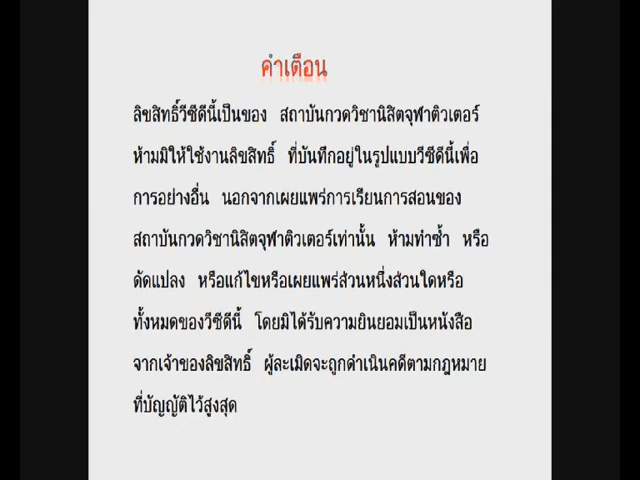 คำเตือน
ลิขสิทธิ์วีซีดีนี้เป็นของ สถาบันกวดวิชานิสิตจุฬาติวเตอร์
ห้ามมิให้ใช้งานลิขสิทธิ์ ที่บันทึกอยู่ในรูปแบบวีซีดีนี้เพื่อ
การอย่างอื่น นอกจากเผยแพร่การเรียนการสอนของ
สถาบันกวดวิชานิสิตจุฬาติวเตอร์เท่านั้น ห้ามทำซ้ำ หรือ
ดัดแปลง หรือแก้ไขหรือเผยแพร่ส่วนหนึ่งส่วนใดหรือ
ทั้งหมดของวีซีดีนี้ โดยมิได้รับความยินยอมเป็นหนังสือ
จากเจ้าของลิขสิทธิ์ ผู้ละเมิดจะถูกดำเนินคดีตามกฎหมาย
ที่บัญญัติไว้สูงสุด